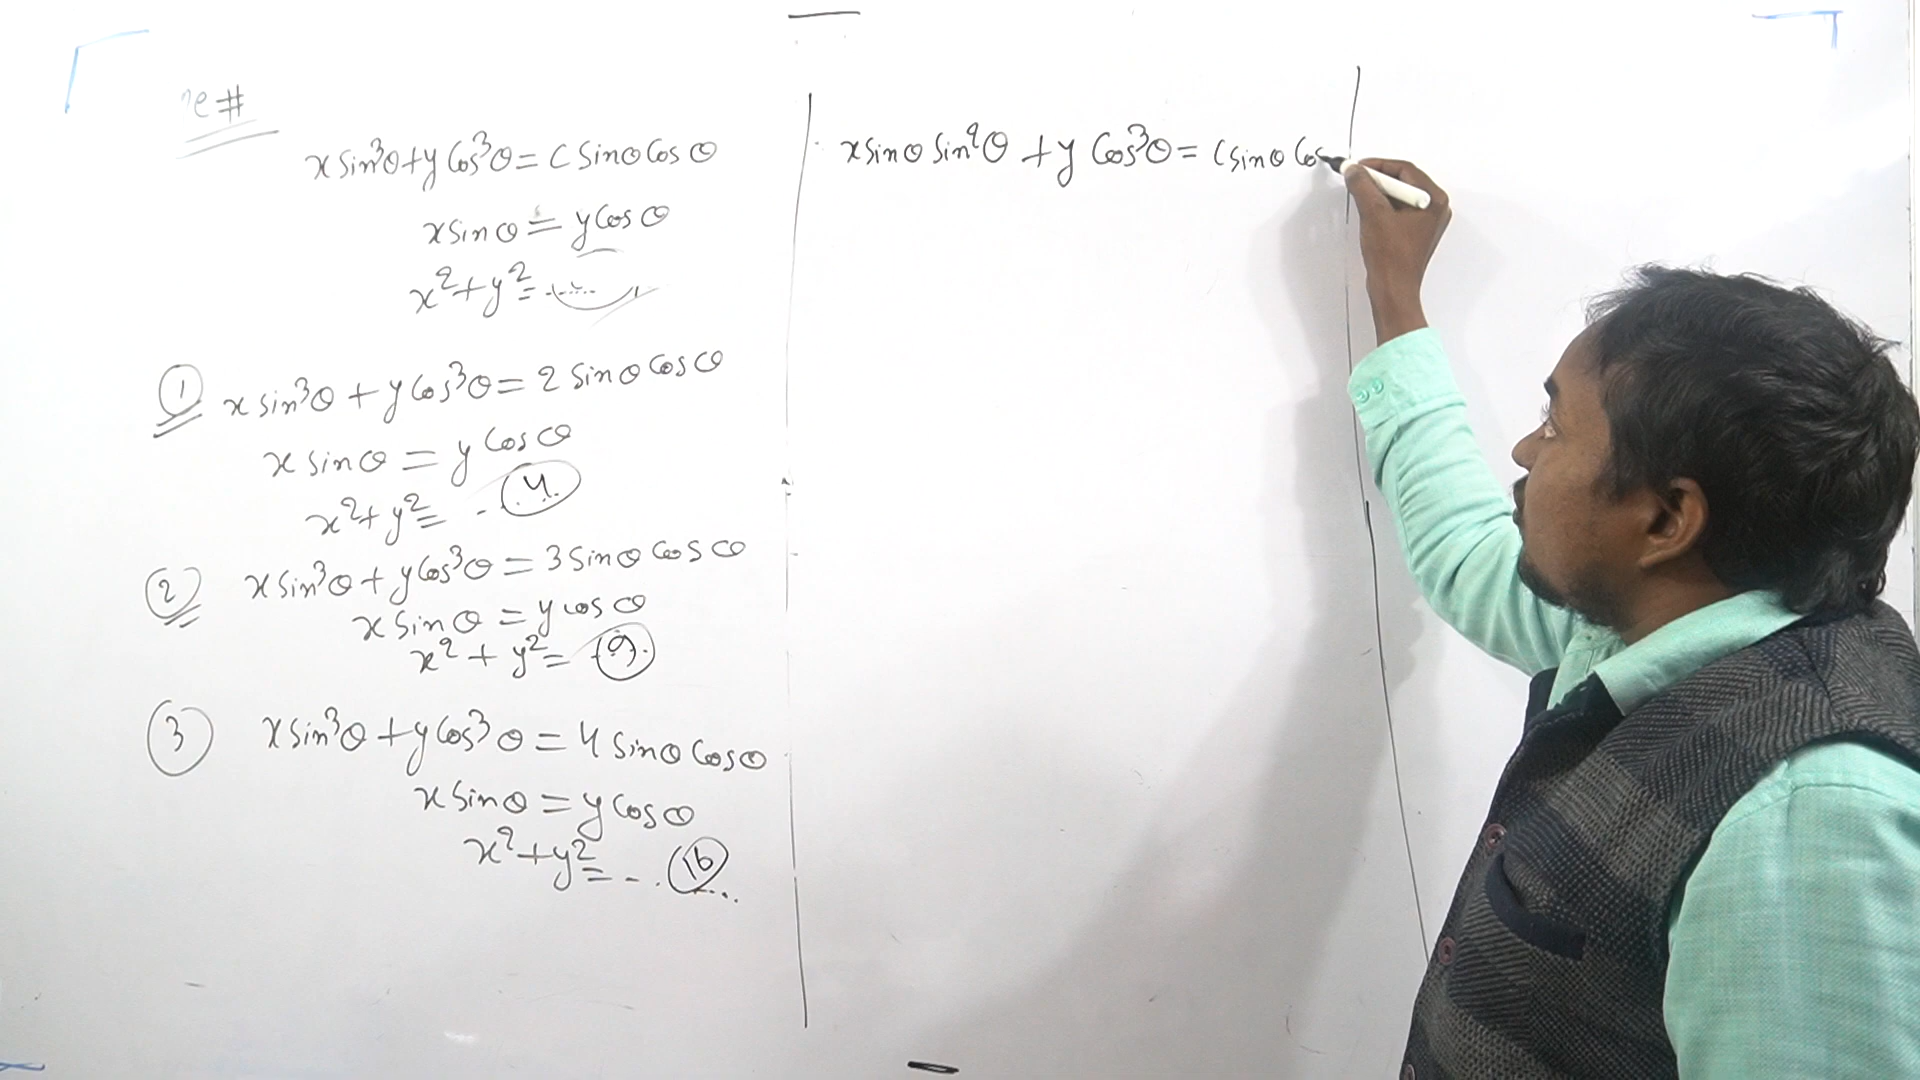 e#
x sin³θ + y cos³θ = c sinθ cosθ
x sinθ = y cosθ
x² + y² = .....
① x sin³θ + y cos³θ = 2 sinθ cosθ
x sinθ = y cosθ
x² + y² = - 4
② x sin³θ + y cos³θ = 3 sinθ cosθ
x sinθ = y cosθ
x² + y² = 9
③ x sin³θ + y cos³θ = 4 sinθ cosθ
x sinθ = y cosθ
x² + y² = - . 16 ....
x sinθ sin²θ + y cos³θ = c sinθ cos